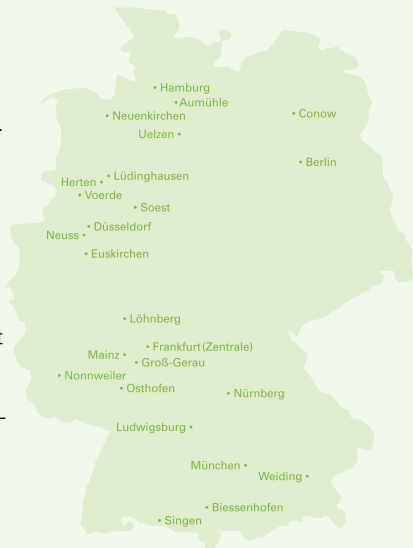 Hamburg
Aumühle
Neuenkirchen
Conow
Uelzen
Berlin
Lüdinghausen
Herten
Voerde
Soest
Düsseldorf
Neuss
Euskirchen
Löhnberg
Frankfurt (Zentrale)
Mainz
Groß-Gerau
Nonnweiler
Osthofen
Nürnberg
Ludwigsburg
München
Weiding
Biessenhofen
Singen